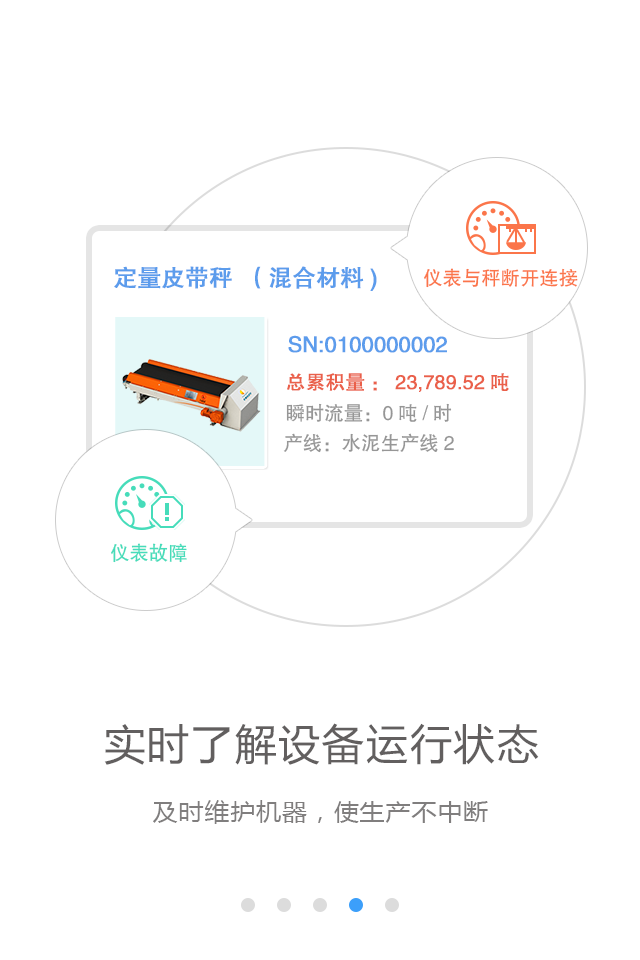 仪表与秤断开连接
定量皮带秤 （混合材料）
SN:0100000002
总累积量： 23,789.52 吨
瞬时流量：0 吨 / 时
产线：水泥生产线 2
仪表故障
实时了解设备运行状态
及时维护机器，使生产不中断